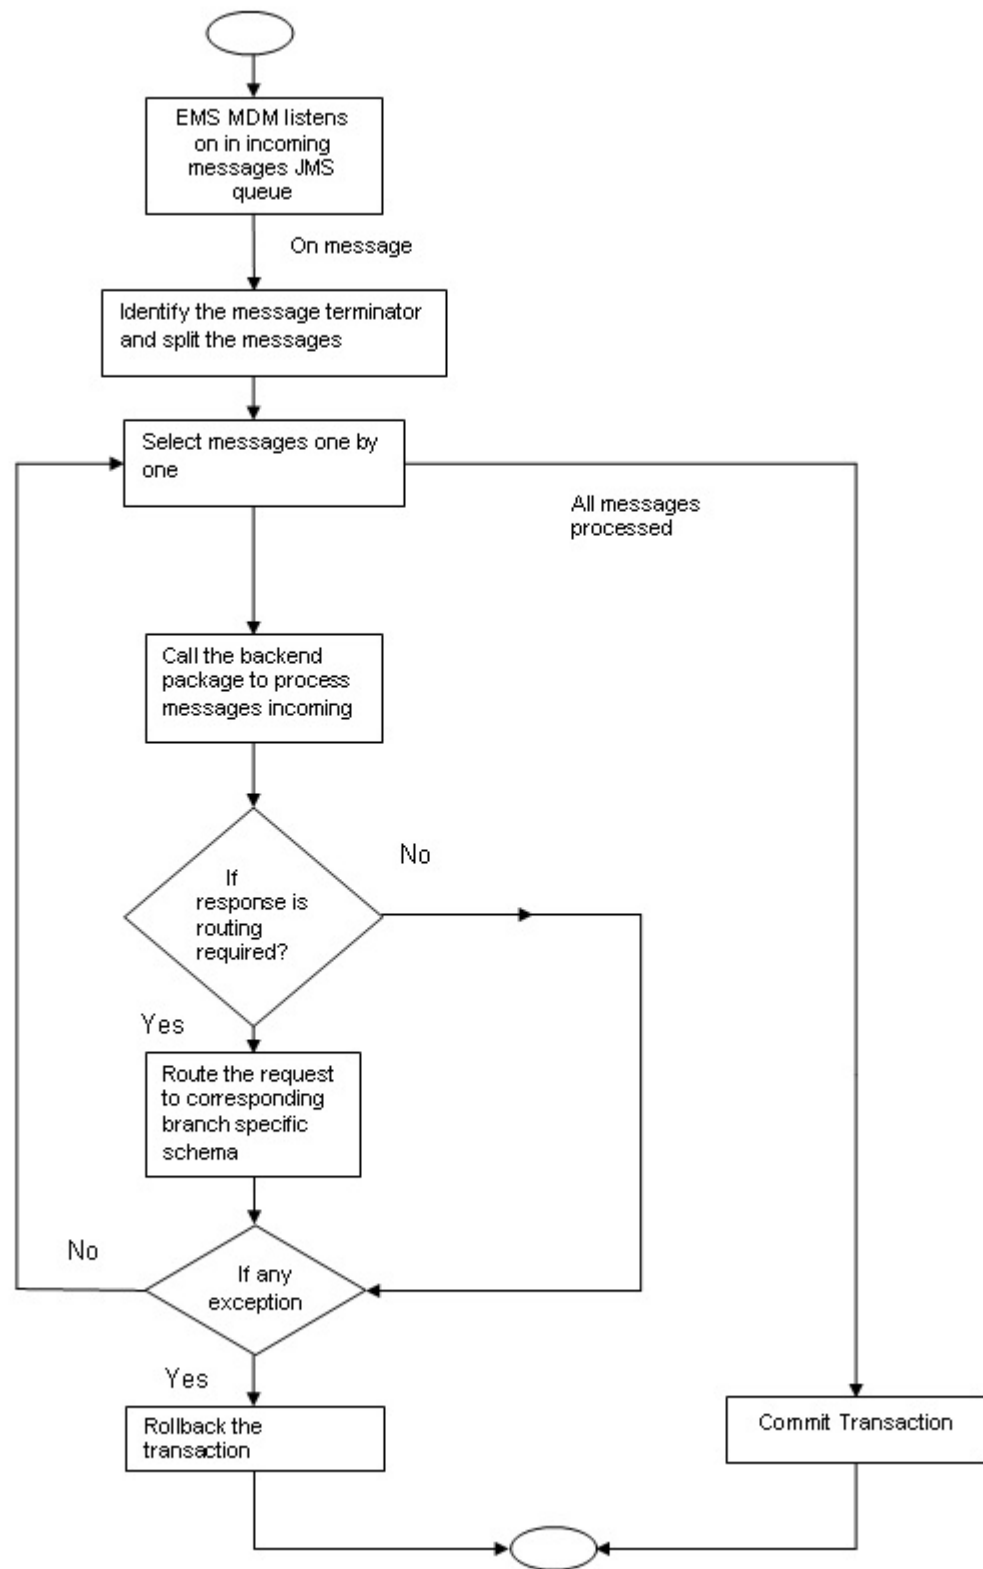 EMS MDM listens
on in incoming
messages JMS
queue
On message
Identify the message terminator
and split the messages
Select messages one by
one
All messages
processed
Call the backend
package to process
messages incoming
No
If
response is
routing
required?
Yes
Route the request
to corresponding
branch specific
schema
No
If any
exception
Yes
Rollback the
transaction
Commit Transaction